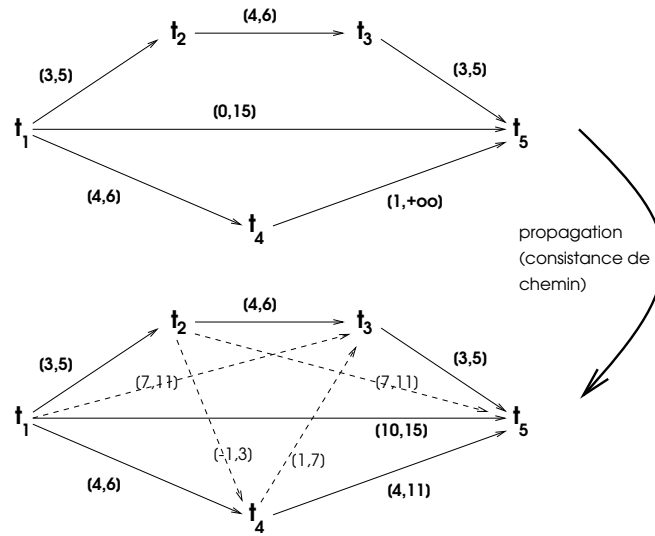 (4,6)
t2
t3
(3,5)
(3,5)
(0,15)
t1
t5
(4,6)
(1,+oo)
t4
propagation
(consistance de
chemin)
(4,6)
t2
t3
(3,5)
(3,5)
(7,11)
(7,11)
t1
(10,15)
t5
(-1,3)
(1,7)
(4,6)
(4,11)
t4